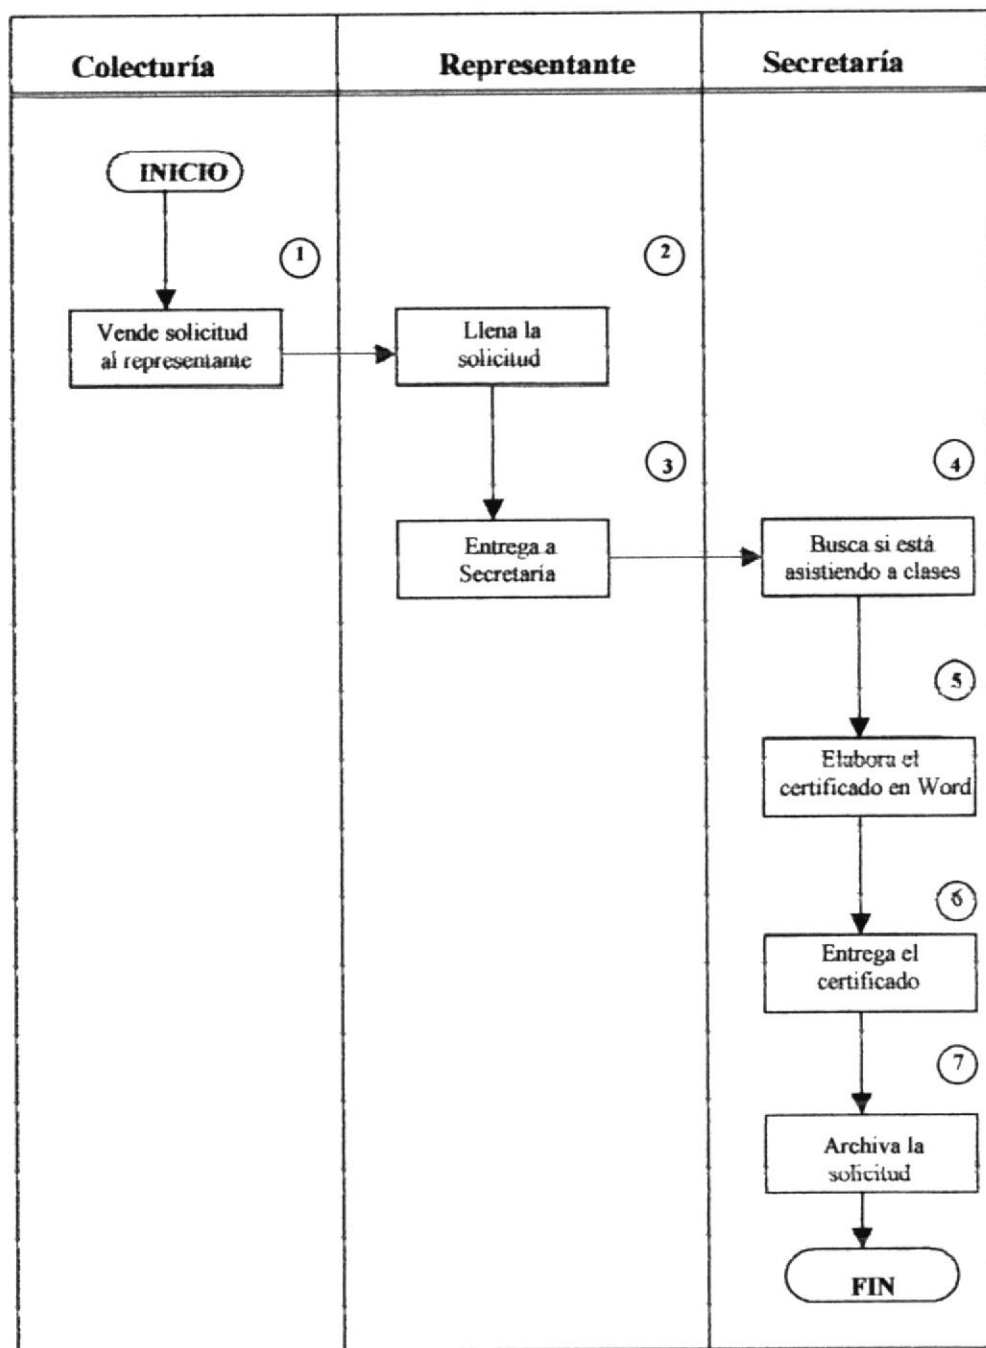 Colecturía
Representante
Secretaría
INICIO
1
2
Vende solicitud
al representante
Llena la
solicitud
3
4
Entrega a
Secretaría
Busca si está
asistiendo a clases
5
Elabora el
certificado en Word
6
Entrega el
certificado
7
Archiva la
solicitud
FIN